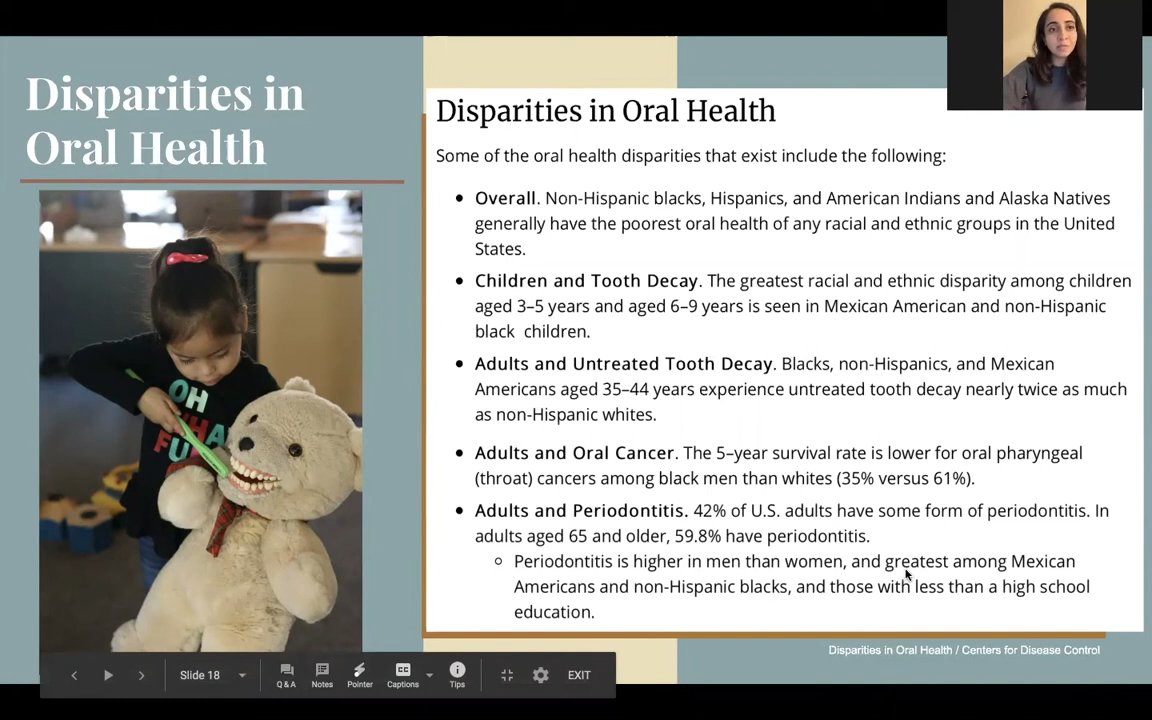 Disparities in
Oral Health
OH
WHA
FU
Disparities in Oral Health
Some of the oral health disparities that exist include the following:
• Overall. Non-Hispanic blacks, Hispanics, and American Indians and Alaska Natives
generally have the poorest oral health of any racial and ethnic groups in the United
States.
• Children and Tooth Decay. The greatest racial and ethnic disparity among children
aged 3–5 years and aged 6–9 years is seen in Mexican American and non-Hispanic
black children.
• Adults and Untreated Tooth Decay. Blacks, non-Hispanics, and Mexican
Americans aged 35–44 years experience untreated tooth decay nearly twice as much
as non-Hispanic whites.
• Adults and Oral Cancer. The 5–year survival rate is lower for oral pharyngeal
(throat) cancers among black men than whites (35% versus 61%).
• Adults and Periodontitis. 42% of U.S. adults have some form of periodontitis. In
adults aged 65 and older, 59.8% have periodontitis.
○ Periodontitis is higher in men than women, and greatest among Mexican
Americans and non-Hispanic blacks, and those with less than a high school
education.
Disparities in Oral Health / Centers for Disease Control
Slide 18
Q & A
Notes
Pointer
Captions
Tips
EXIT